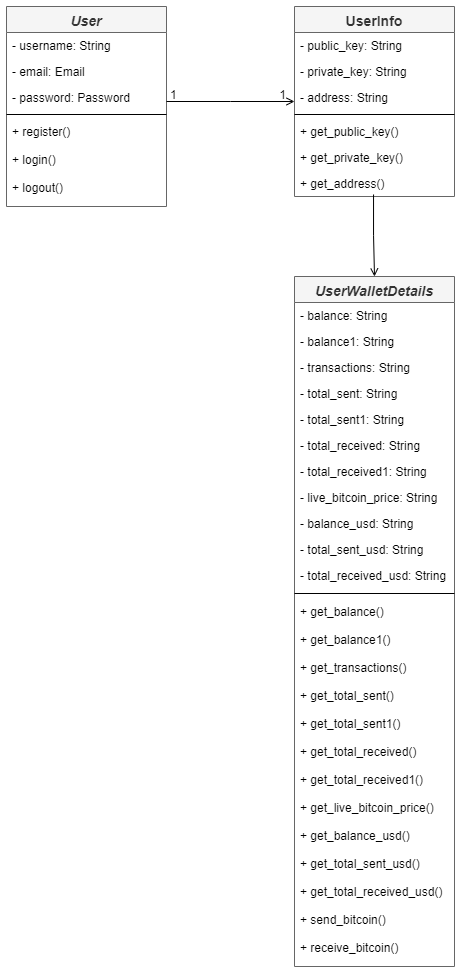 User
- username: String
- email: Email
- password: Password
+ register()
+ login()
+ logout()
1
1
UserInfo
- public_key: String
- private_key: String
- address: String
+ get_public_key()
+ get_private_key()
+ get_address()
UserWalletDetails
- balance: String
- balance1: String
- transactions: String
- total_sent: String
- total_sent1: String
- total_received: String
- total_received1: String
- live_bitcoin_price: String
- balance_usd: String
- total_sent_usd: String
- total_received_usd: String
+ get_balance()
+ get_balance1()
+ get_transactions()
+ get_total_sent()
+ get_total_sent1()
+ get_total_received()
+ get_total_received1()
+ get_live_bitcoin_price()
+ get_balance_usd()
+ get_total_sent_usd()
+ get_total_received_usd()
+ send_bitcoin()
+ receive_bitcoin()